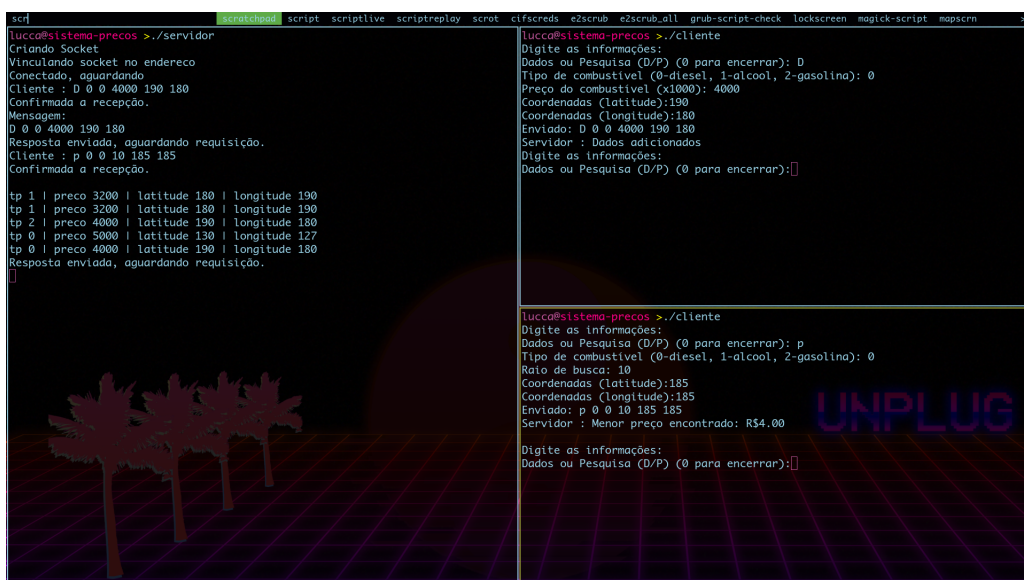 scr scratchpad script scriptlive scriptreplay scrot cifscreds e2scrub e2scrub_all grub-script-check lockscreen magick-script mapscrn >
lucca@sistema-precos >./servidor
Criando Socket
Vinculando socket no endereco
Conectado, aguardando
Cliente : D 0 0 4000 190 180
Confirmada a recepção.
Mensagem:
D 0 0 4000 190 180
Resposta enviada, aguardando requisição.
Cliente : p 0 0 10 185 185
Confirmada a recepção.
tp 1 | preco 3200 | latitude 180 | longitude 190
tp 1 | preco 3200 | latitude 180 | longitude 190
tp 2 | preco 4000 | latitude 190 | longitude 180
tp 0 | preco 5000 | latitude 130 | longitude 127
tp 0 | preco 4000 | latitude 190 | longitude 180
Resposta enviada, aguardando requisição.
lucca@sistema-precos >./cliente
Digite as informações:
Dados ou Pesquisa (D/P) (0 para encerrar): D
Tipo de combustível (0-diesel, 1-alcool, 2-gasolina): 0
Preço do combustível (x1000): 4000
Coordenadas (latitude):190
Coordenadas (longitude):180
Enviado: D 0 0 4000 190 180
Servidor : Dados adicionados
Digite as informações:
Dados ou Pesquisa (D/P) (0 para encerrar):
lucca@sistema-precos >./cliente
Digite as informações:
Dados ou Pesquisa (D/P) (0 para encerrar): p
Tipo de combustível (0-diesel, 1-alcool, 2-gasolina): 0
Raio de busca: 10
Coordenadas (latitude):185
Coordenadas (longitude):185
Enviado: p 0 0 10 185 185
Servidor : Menor preço encontrado: R$4.00
Digite as informações:
Dados ou Pesquisa (D/P) (0 para encerrar):
UNPLUG